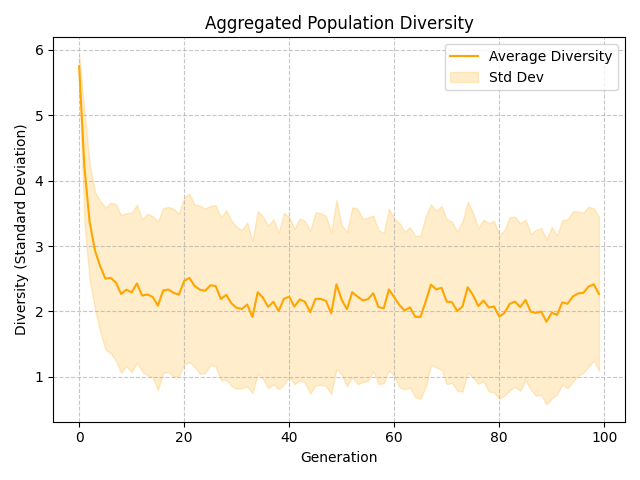 Aggregated Population Diversity
Average Diversity
Std Dev
Diversity (Standard Deviation)
6
5
4
3
2
1
0
20
40
60
80
100
Generation